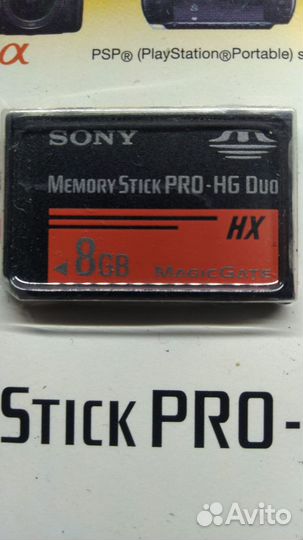 α
PSP® (PlayStation®Portable) s
SONY
MEMORY STICK PRO-HG DUO
HX
◄8GB
MAGICGATE
STICK PRO-
Avito